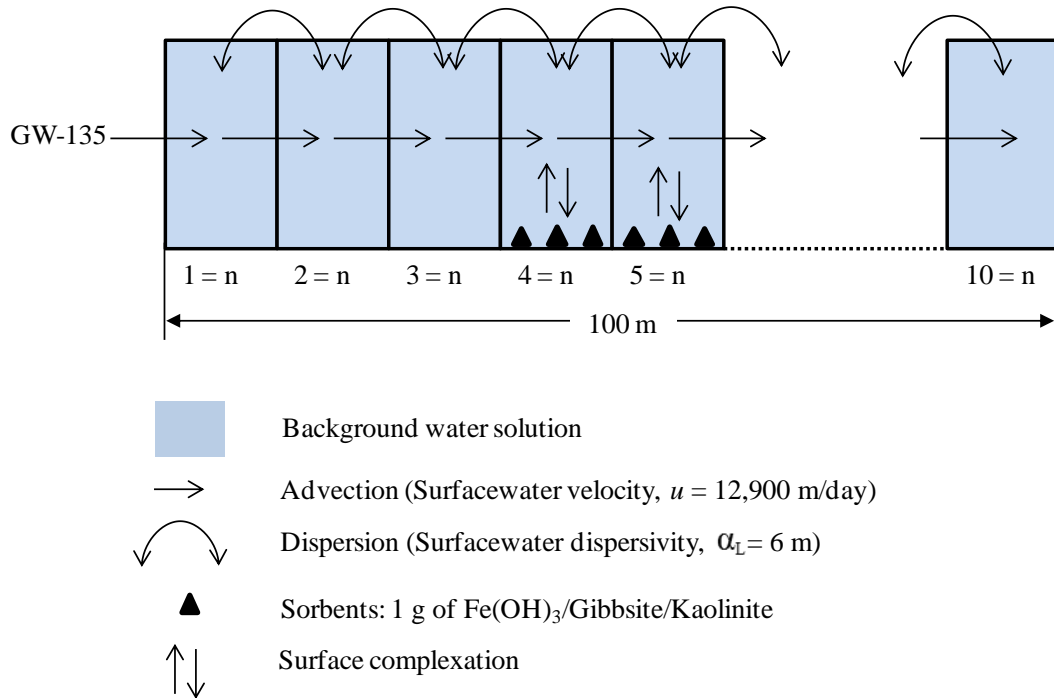 GW-135
1 = n 2 = n 3 = n 4 = n 5 = n 10 = n
100 m
Background water solution
Advection (Surfacewater velocity, u = 12,900 m/day)
Dispersion (Surfacewater dispersivity, αL= 6 m)
Sorbents: 1 g of Fe(OH)3/Gibbsite/Kaolinite
Surface complexation